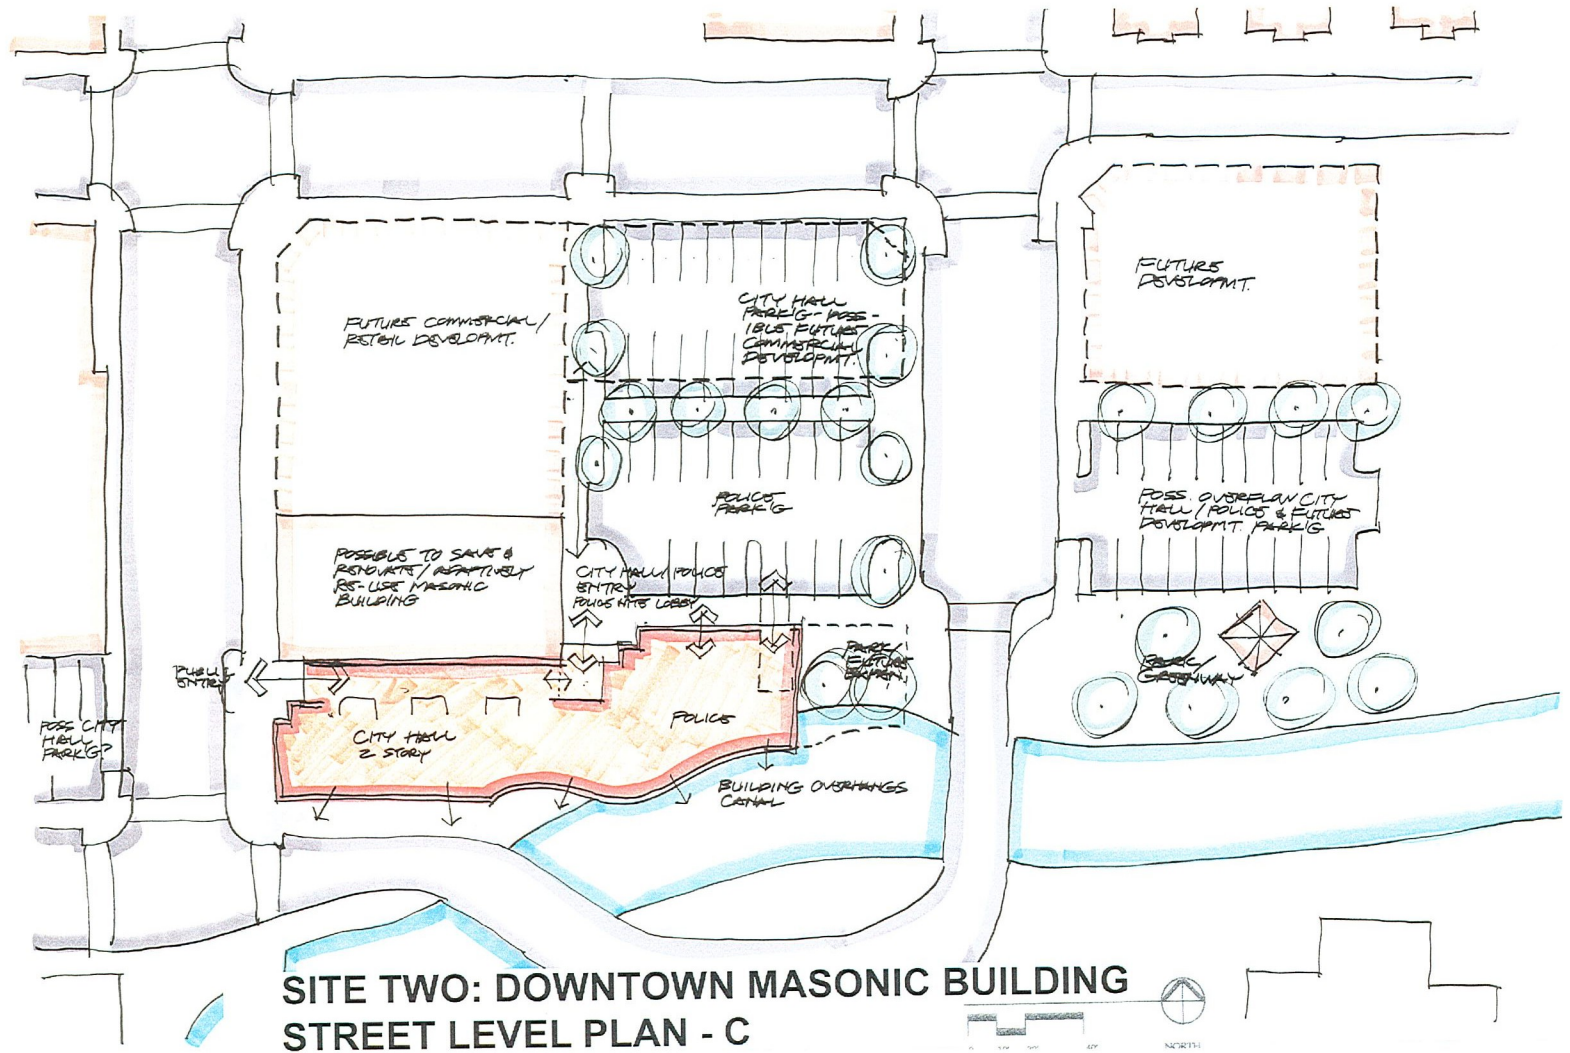 FUTURE COMMERCIAL/
RETAIL DEVELOPMT.
CITY HALL
PARK'G - POSS-
IBLE FUTURE
COMMERCIAL
DEVELOPMT.
FUTURE
DEVELOPMT.
POLICE
PARK'G
POSS. OVERFLOW CITY
HALL/POLICE & FUTURE
DEVELOPMT. PARK'G
POSSIBLE TO SAVE &
RENOVATE/ADAPTIVELY
RE-USE MASONIC
BUILDING
CITY HALL/POLICE
ENTRY
POLICE NITE LOBBY
PUBLIC
ENTRY
PARK/
FUTURE
EXPAN.
PARK/
GREENWAY
POSS CITY
HALL
PARK'G?
CITY HALL
2 STORY
POLICE
BUILDING OVERHANGS
CANAL
SITE TWO: DOWNTOWN MASONIC BUILDING
STREET LEVEL PLAN - C
NORTH